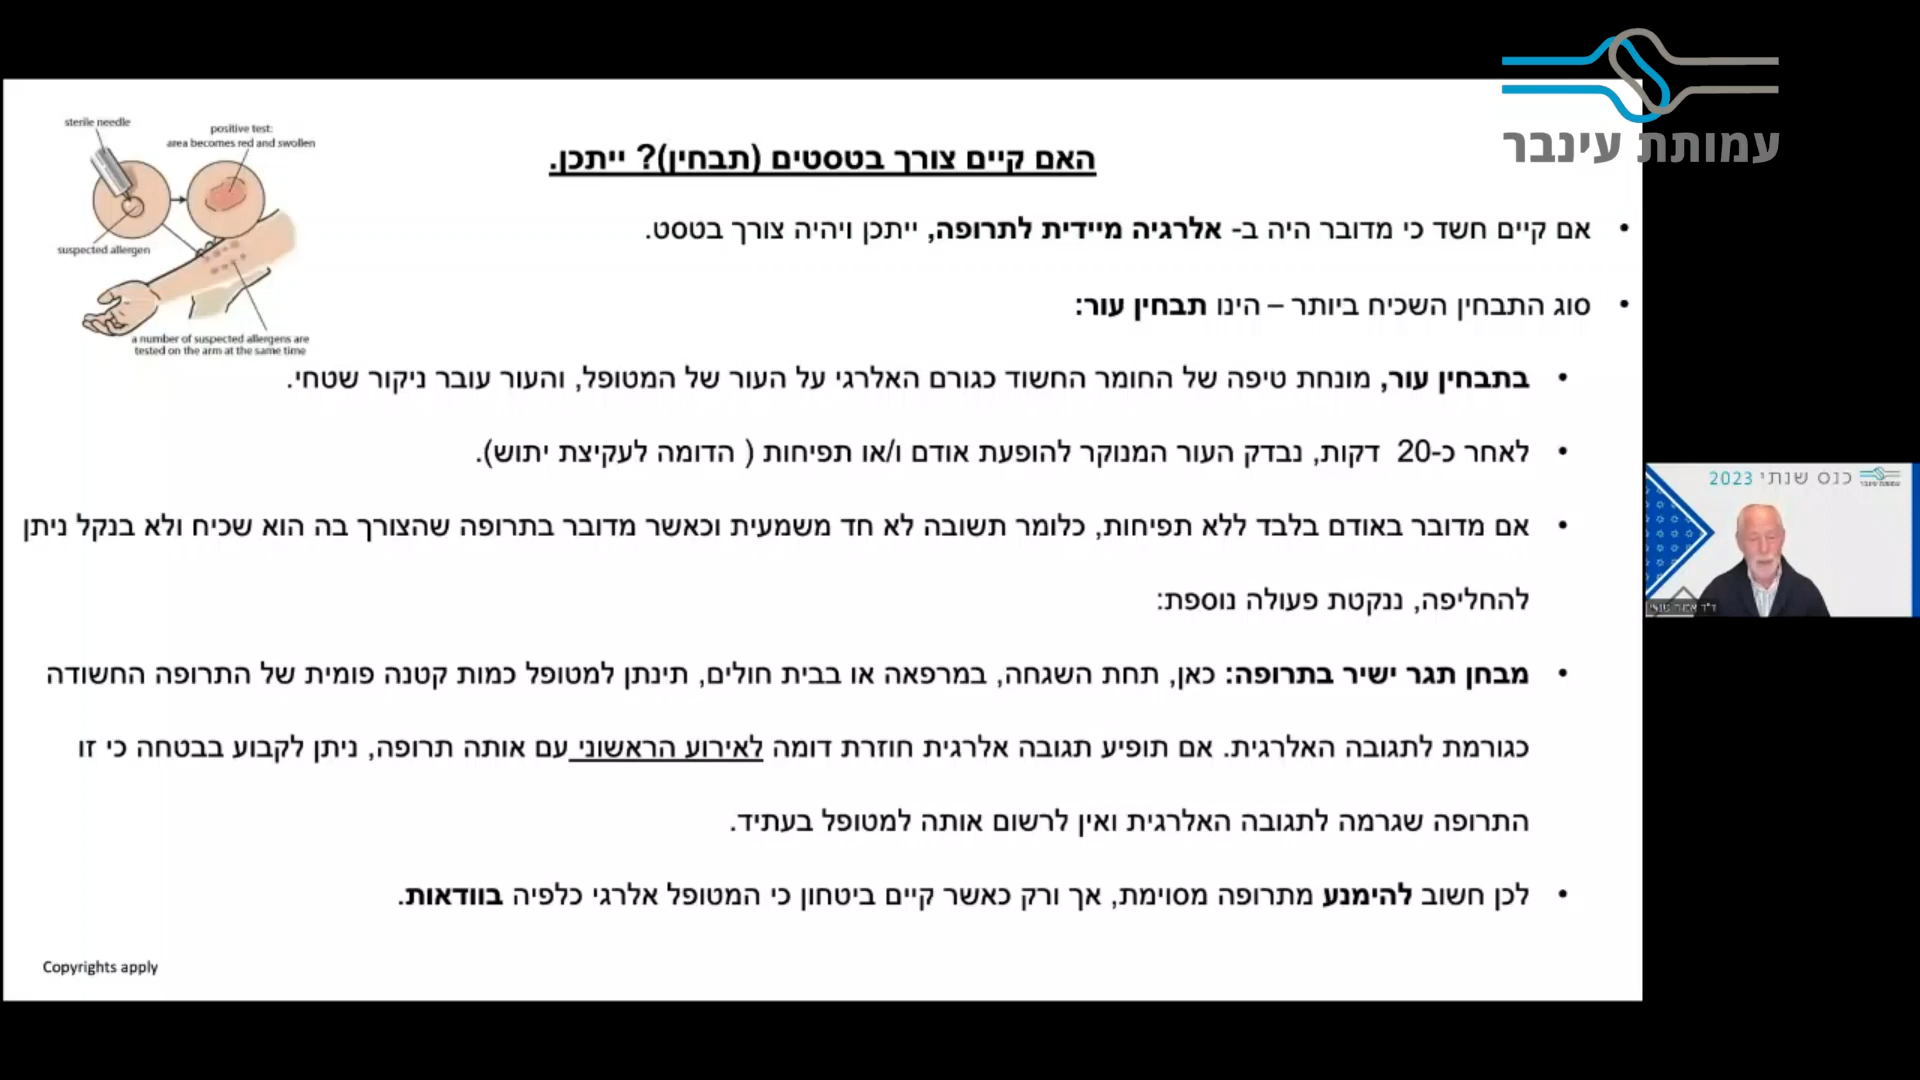 עמותת עינבר
sterile needle
positive test:
area becomes red and swollen
suspected allergen
a number of suspected allergens are
tested on the arm at the same time
האם קיים צורך בטסטים (תבחין)? ייתכן.
• אם קיים חשד כי מדובר היה ב- אלרגיה מיידית לתרופה, ייתכן ויהיה צורך בטסט.
• סוג התבחין השכיח ביותר – הינו תבחין עור:
• בתבחין עור, מונחת טיפה של החומר החשוד כגורם האלרגי על העור של המטופל, והעור עובר ניקור שטחי.
• לאחר כ-20 דקות, נבדק העור המנוקר להופעת אודם ו/או תפיחות ( הדומה לעקיצת יתוש).
• אם מדובר באודם בלבד ללא תפיחות, כלומר תשובה לא חד משמעית וכאשר מדובר בתרופה שהצורך בה הוא שכיח ולא בנקל ניתן
להחליפה, ננקטת פעולה נוספת:
• מבחן תגר ישיר בתרופה: כאן, תחת השגחה, במרפאה או בבית חולים, תינתן למטופל כמות קטנה פומית של התרופה החשודה
כגורמת לתגובה האלרגית. אם תופיע תגובה אלרגית חוזרת דומה לאירוע הראשוני עם אותה תרופה, ניתן לקבוע בבטחה כי זו
התרופה שגרמה לתגובה האלרגית ואין לרשום אותה למטופל בעתיד.
• לכן חשוב להימנע מתרופה מסוימת, אך ורק כאשר קיים ביטחון כי המטופל אלרגי כלפיה בוודאות.
Copyrights apply
כנס שנתי 2023
עמותת עינבר
ד"ר